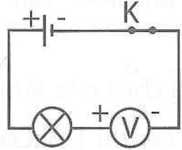 + - K
+ V -